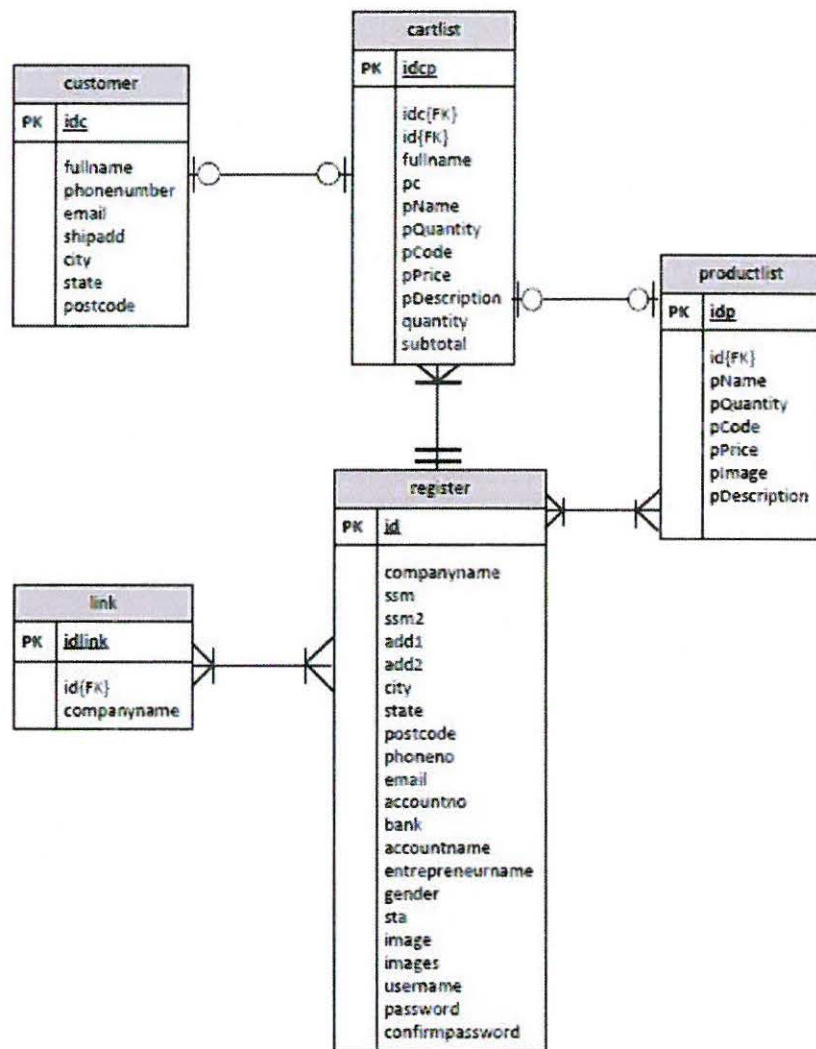 cartlist
PK idcp
idc{FK}
id{FK}
fullname
pc
pName
pQuantity
pCode
pPrice
pDescription
quantity
subtotal
customer
PK idc
fullname
phonenumber
email
shipadd
city
state
postcode
productlist
PK idp
id{FK}
pName
pQuantity
pCode
pPrice
pImage
pDescription
register
PK id
companyname
ssm
ssm2
add1
add2
city
state
postcode
phoneno
email
accountno
bank
accountname
entrepreneurname
gender
sta
image
images
username
password
confirmpassword
link
PK idlink
id{FK}
companyname